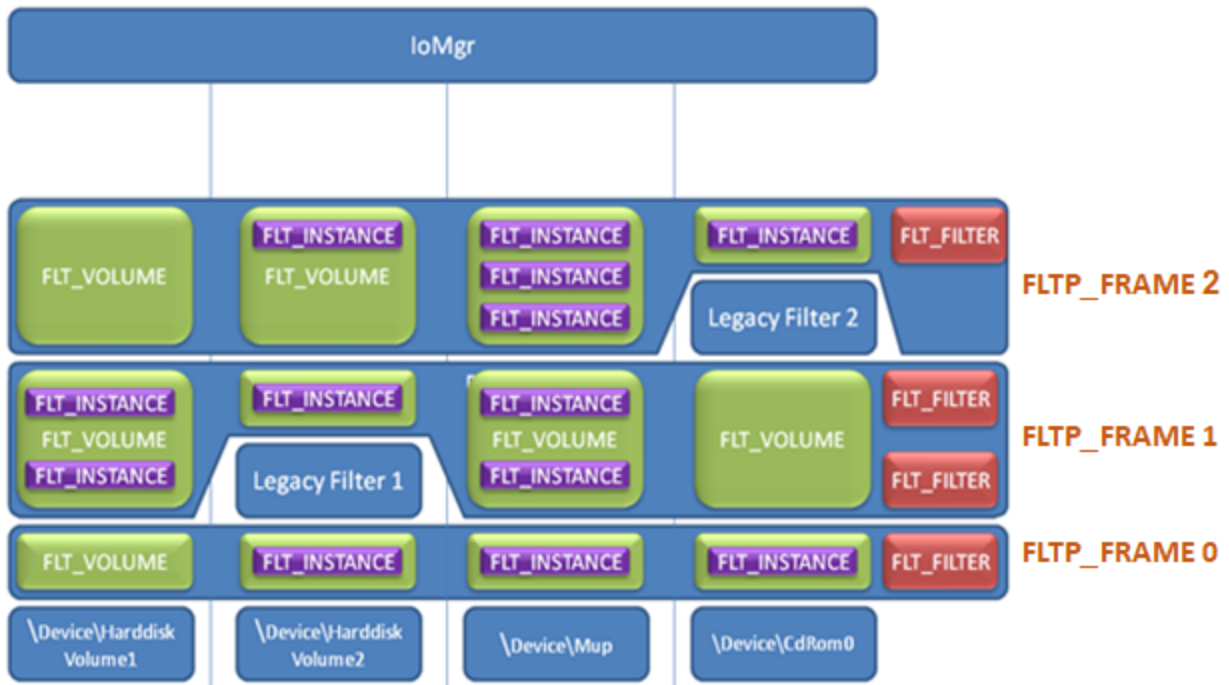 IoMgr
FLT_VOLUME
FLT_INSTANCE
FLT_VOLUME
FLT_INSTANCE
FLT_INSTANCE
FLT_INSTANCE
FLT_INSTANCE
Legacy Filter 2
FLT_FILTER
FLTP_FRAME 2
FLT_INSTANCE
FLT_VOLUME
FLT_INSTANCE
FLT_INSTANCE
Legacy Filter 1
FLT_INSTANCE
FLT_VOLUME
FLT_INSTANCE
FLT_VOLUME
FLT_FILTER
FLT_FILTER
FLTP_FRAME 1
FLT_VOLUME
FLT_INSTANCE
FLT_INSTANCE
FLT_INSTANCE
FLT_FILTER
FLTP_FRAME 0
\Device\Harddisk
Volume1
\Device\Harddisk
Volume2
\Device\Mup
\Device\CdRom0